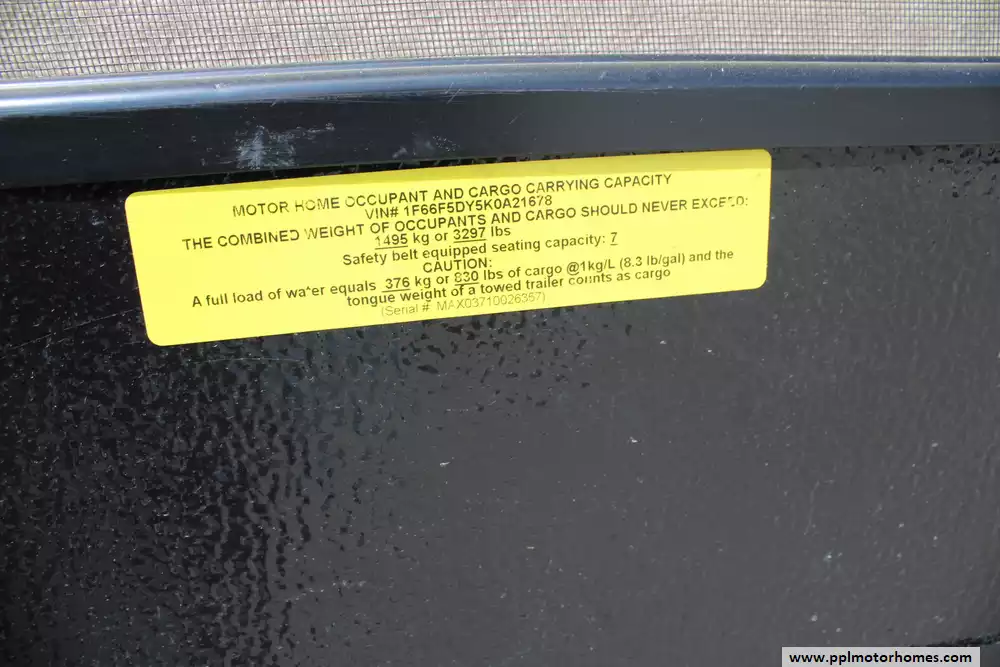 MOTOR HOME OCCUPANT AND CARGO CARRYING CAPACITY
VIN# 1F66F5DY5K0A21678
THE COMBINED WEIGHT OF OCCUPANTS AND CARGO SHOULD NEVER EXCEED:
1495 kg or 3297 lbs
Safety belt equipped seating capacity: 7
CAUTION:
A full load of water equals 376 kg or 830 lbs of cargo @1kg/L (8.3 lb/gal) and the
tongue weight of a towed trailer counts as cargo
(Serial #: MAX03710026357)
www.pplmotorhomes.com